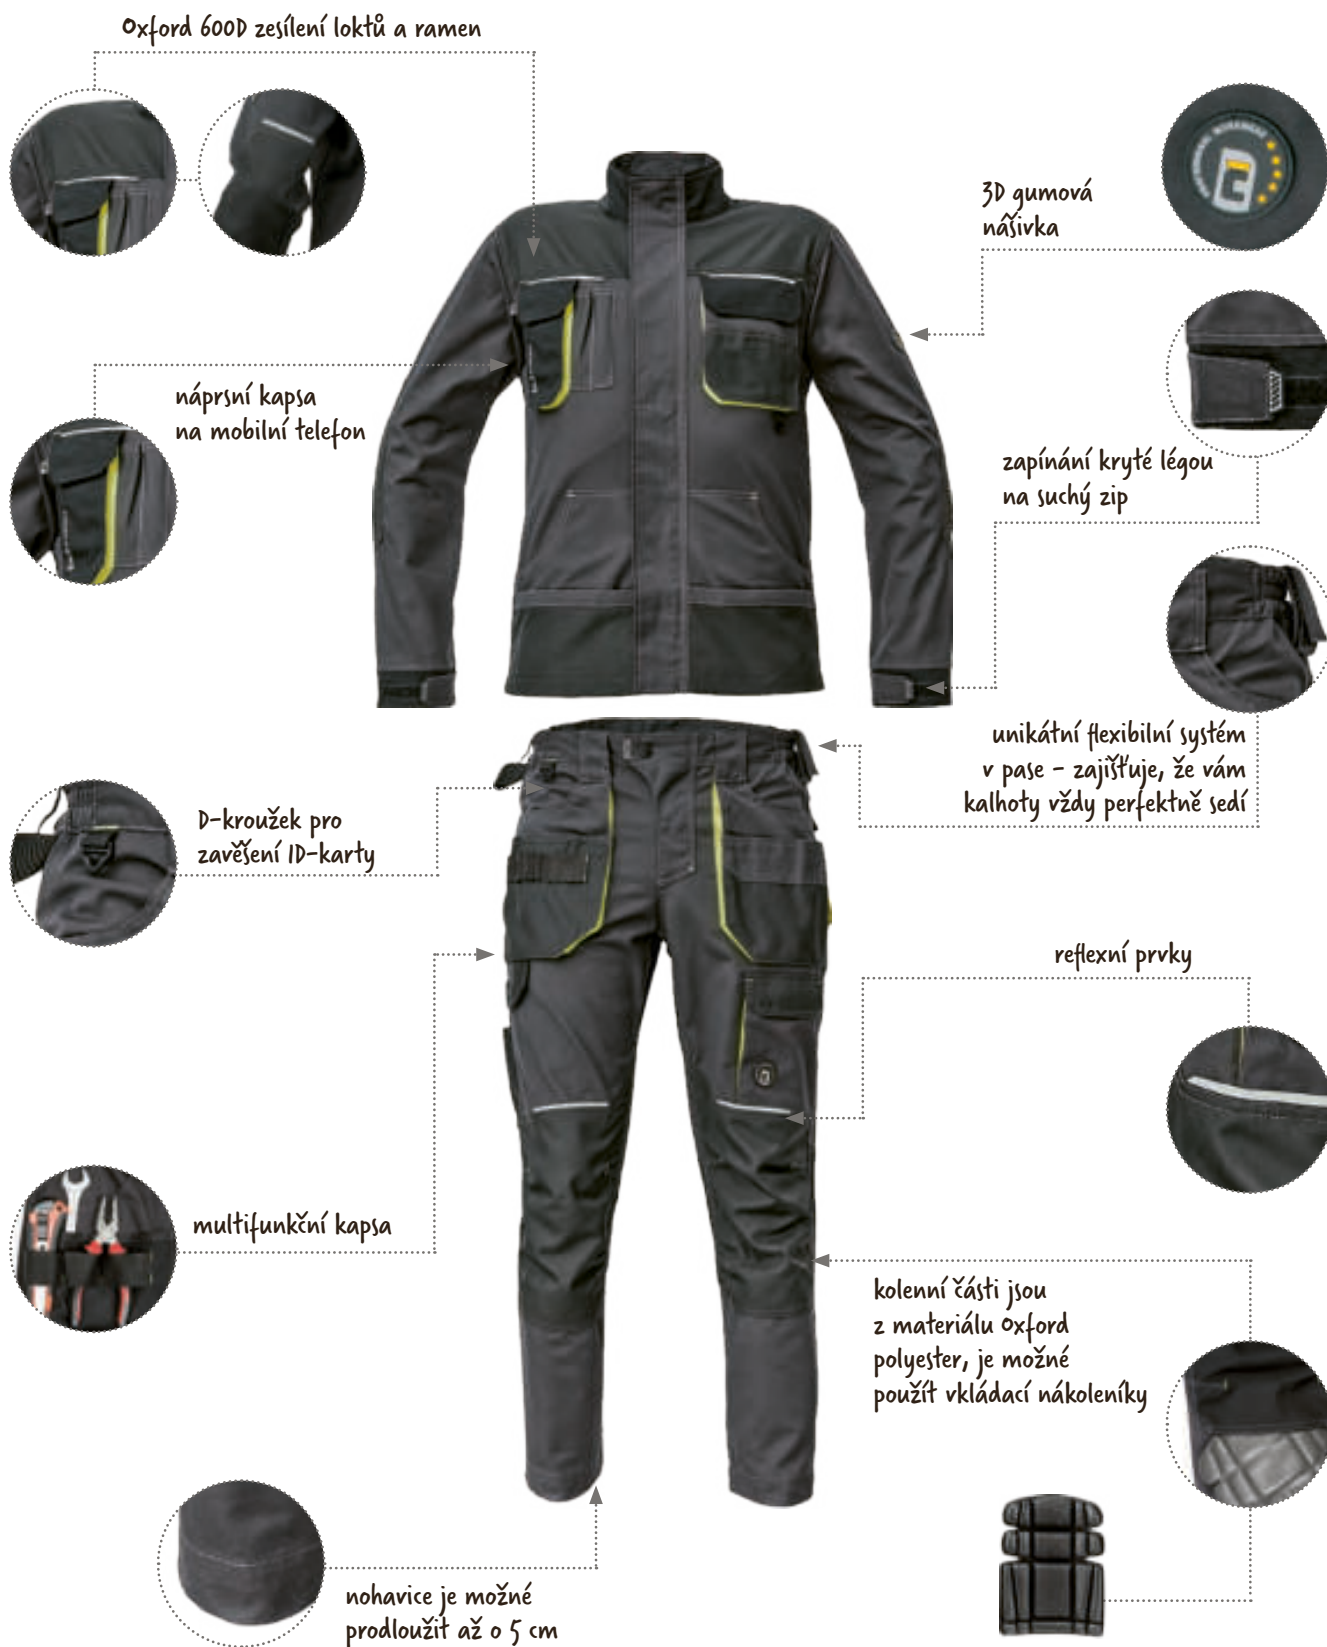 Oxford 600D zesílení loktů a ramen
3D gumová
nášivka
náprsní kapsa
na mobilní telefon
zapínání kryté légou
na suchý zip
unikátní flexibilní systém
v pase – zajišťuje, že vám
kalhoty vždy perfektně sedí
D-kroužek pro
zavěšení ID-karty
reflexní prvky
multifunkční kapsa
kolenní části jsou
z materiálu Oxford
polyester, je možné
použít vkládací nákoleníky
nohavice je možné
prodloužit až o 5 cm